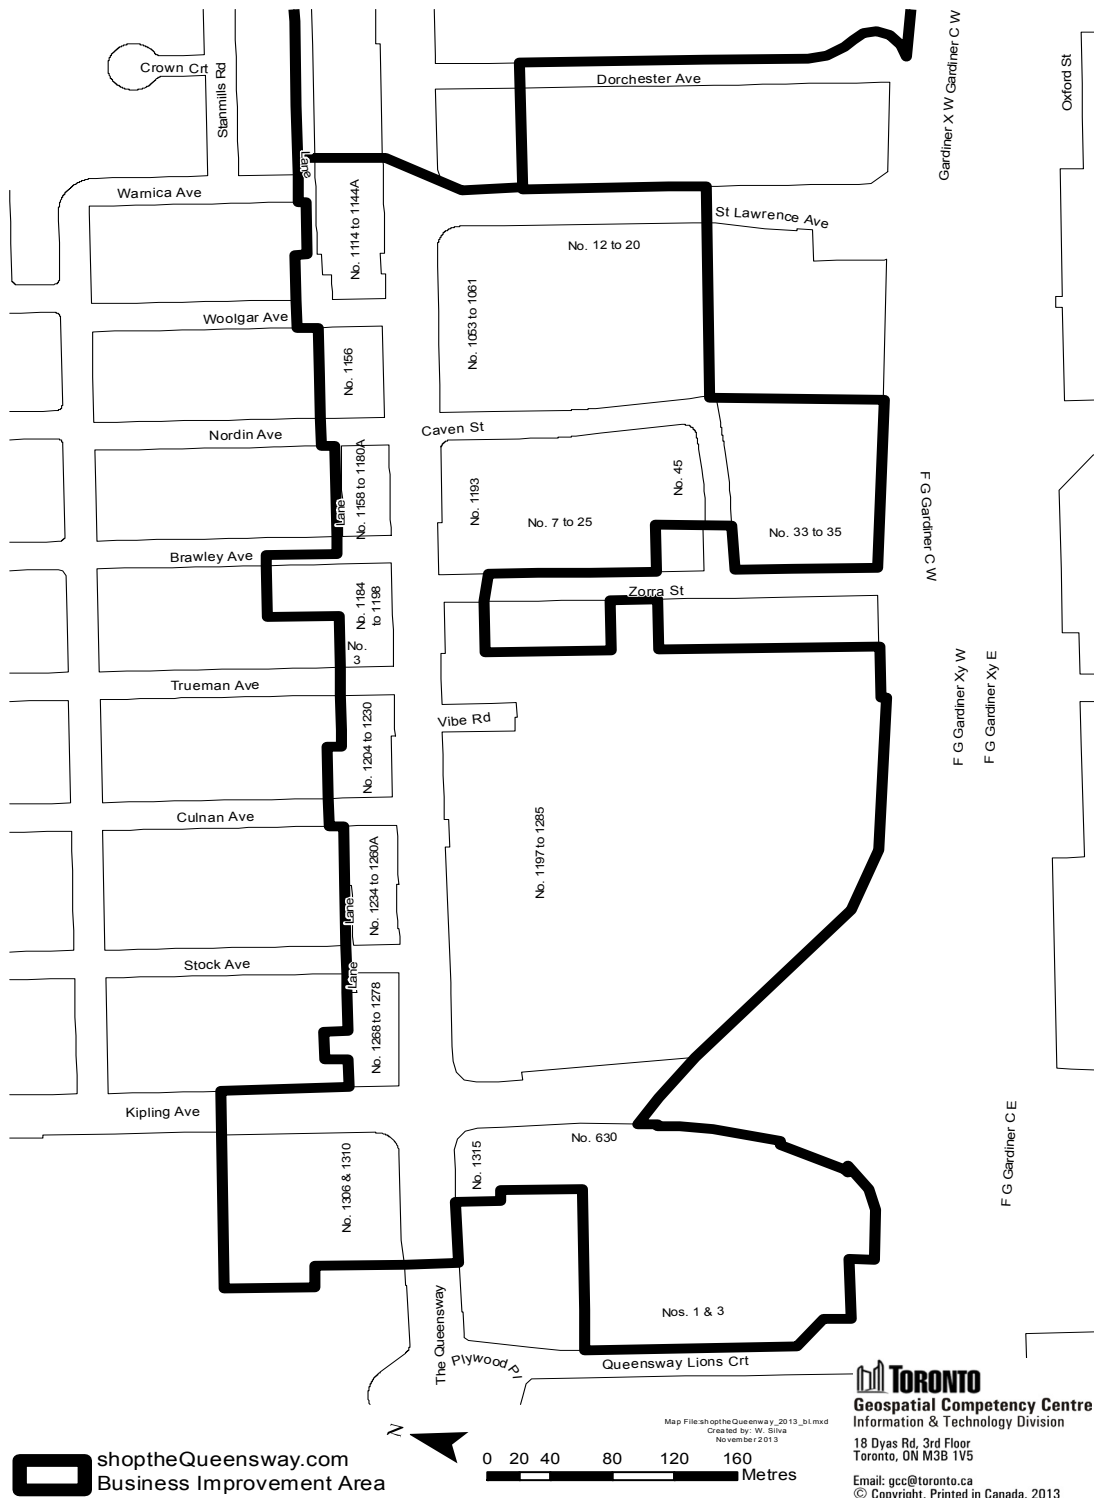 Crown Crt
Stanmills Rd
Lane
Dorchester Ave
Gardiner X W Gardiner C W
Oxford St
Warnica Ave
No. 1114 to 1144A
St Lawrence Ave
No. 12 to 20
No. 1053 to 1061
Woolgar Ave
No. 1156
Nordin Ave
Caven St
No. 1158 to 1180A
Lane
No. 1193
No. 45
No. 7 to 25
No. 33 to 35
F G Gardiner C W
Brawley Ave
No. 1184
to 1198
Zorra St
No.
3
Trueman Ave
Vibe Rd
No. 1204 to 1230
F G Gardiner Xy W
F G Gardiner Xy E
Culnan Ave
No. 1197 to 1285
No. 1234 to 1260A
Lane
Stock Ave
Lane
No. 1268 to 1278
Kipling Ave
No. 630
No. 1315
No. 1306 & 1310
F G Gardiner C E
Nos. 1 & 3
The Queensway
Plywood Pl
Queensway Lions Crt
TORONTO
Geospatial Competency Centre
Information & Technology Division
18 Dyas Rd, 3rd Floor
Toronto, ON M3B 1V5
Email: gcc@toronto.ca
© Copyright, Printed in Canada, 2013
Map File:shoptheQueenway_2013_bl.mxd
Created by: W. Silva
November 2013
N
0 20 40 80 120 160
Metres
shoptheQueensway.com
Business Improvement Area